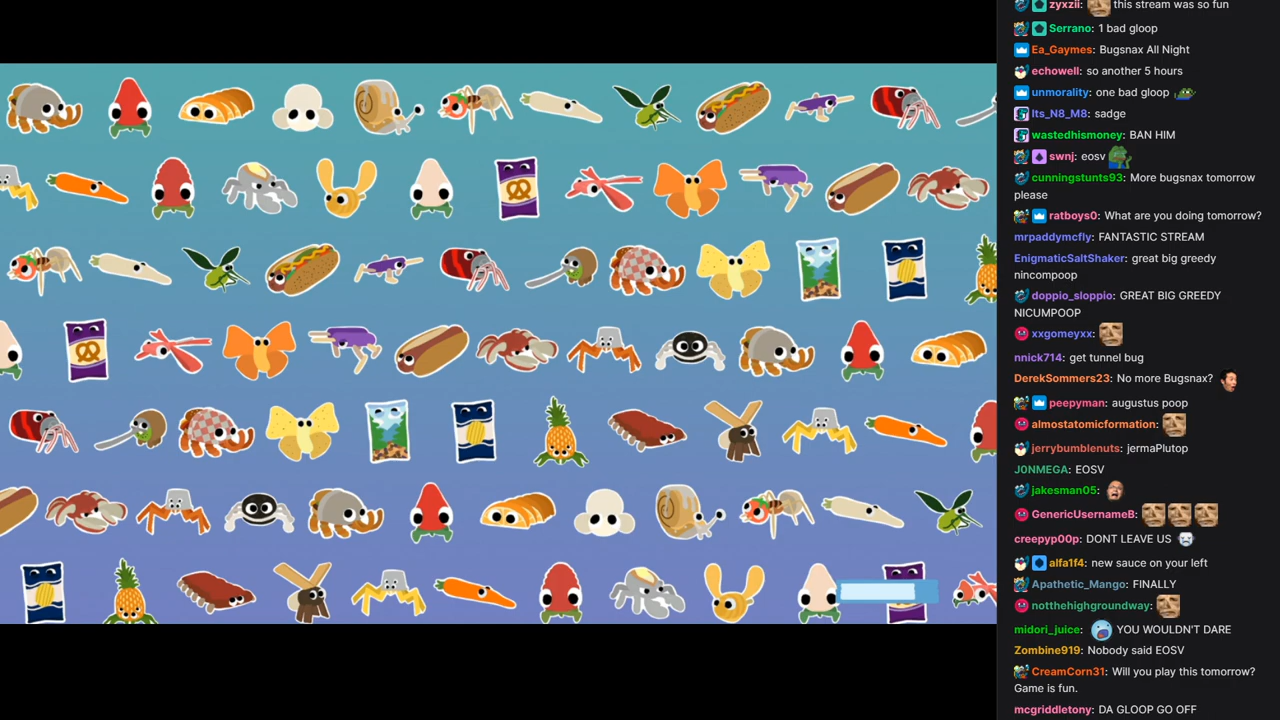 zyxzii: this stream was so fun
Serrano: 1 bad gloop
Ea_Gaymes: Bugsnax All Night
echowell: so another 5 hours
unmorality: one bad gloop
Its_N8_M8: sadge
wastedhismoney: BAN HIM
swnj: eosv
cunningstunts93: More bugsnax tomorrow
please
ratboys0: What are you doing tomorrow?
mrpaddymcfly: FANTASTIC STREAM
EnigmaticSaltShaker: great big greedy
nincompoop
doppio_sloppio: GREAT BIG GREEDY
NICUMPOOP
xxgomeyxx:
nnick714: get tunnel bug
DerekSommers23: No more Bugsnax?
peepyman: augustus poop
almostatomicformation:
jerrybumblenuts: jermaPlutop
J0NMEGA: EOSV
jakesman05:
GenericUsernameB:
creepyp00p: DONT LEAVE US
alfa1f4: new sauce on your left
Apathetic_Mango: FINALLY
notthehighgroundway:
midori_juice: YOU WOULDN'T DARE
Zombine919: Nobody said EOSV
CreamCorn31: Will you play this tomorrow?
Game is fun.
mcgriddletony: DA GLOOP GO OFF